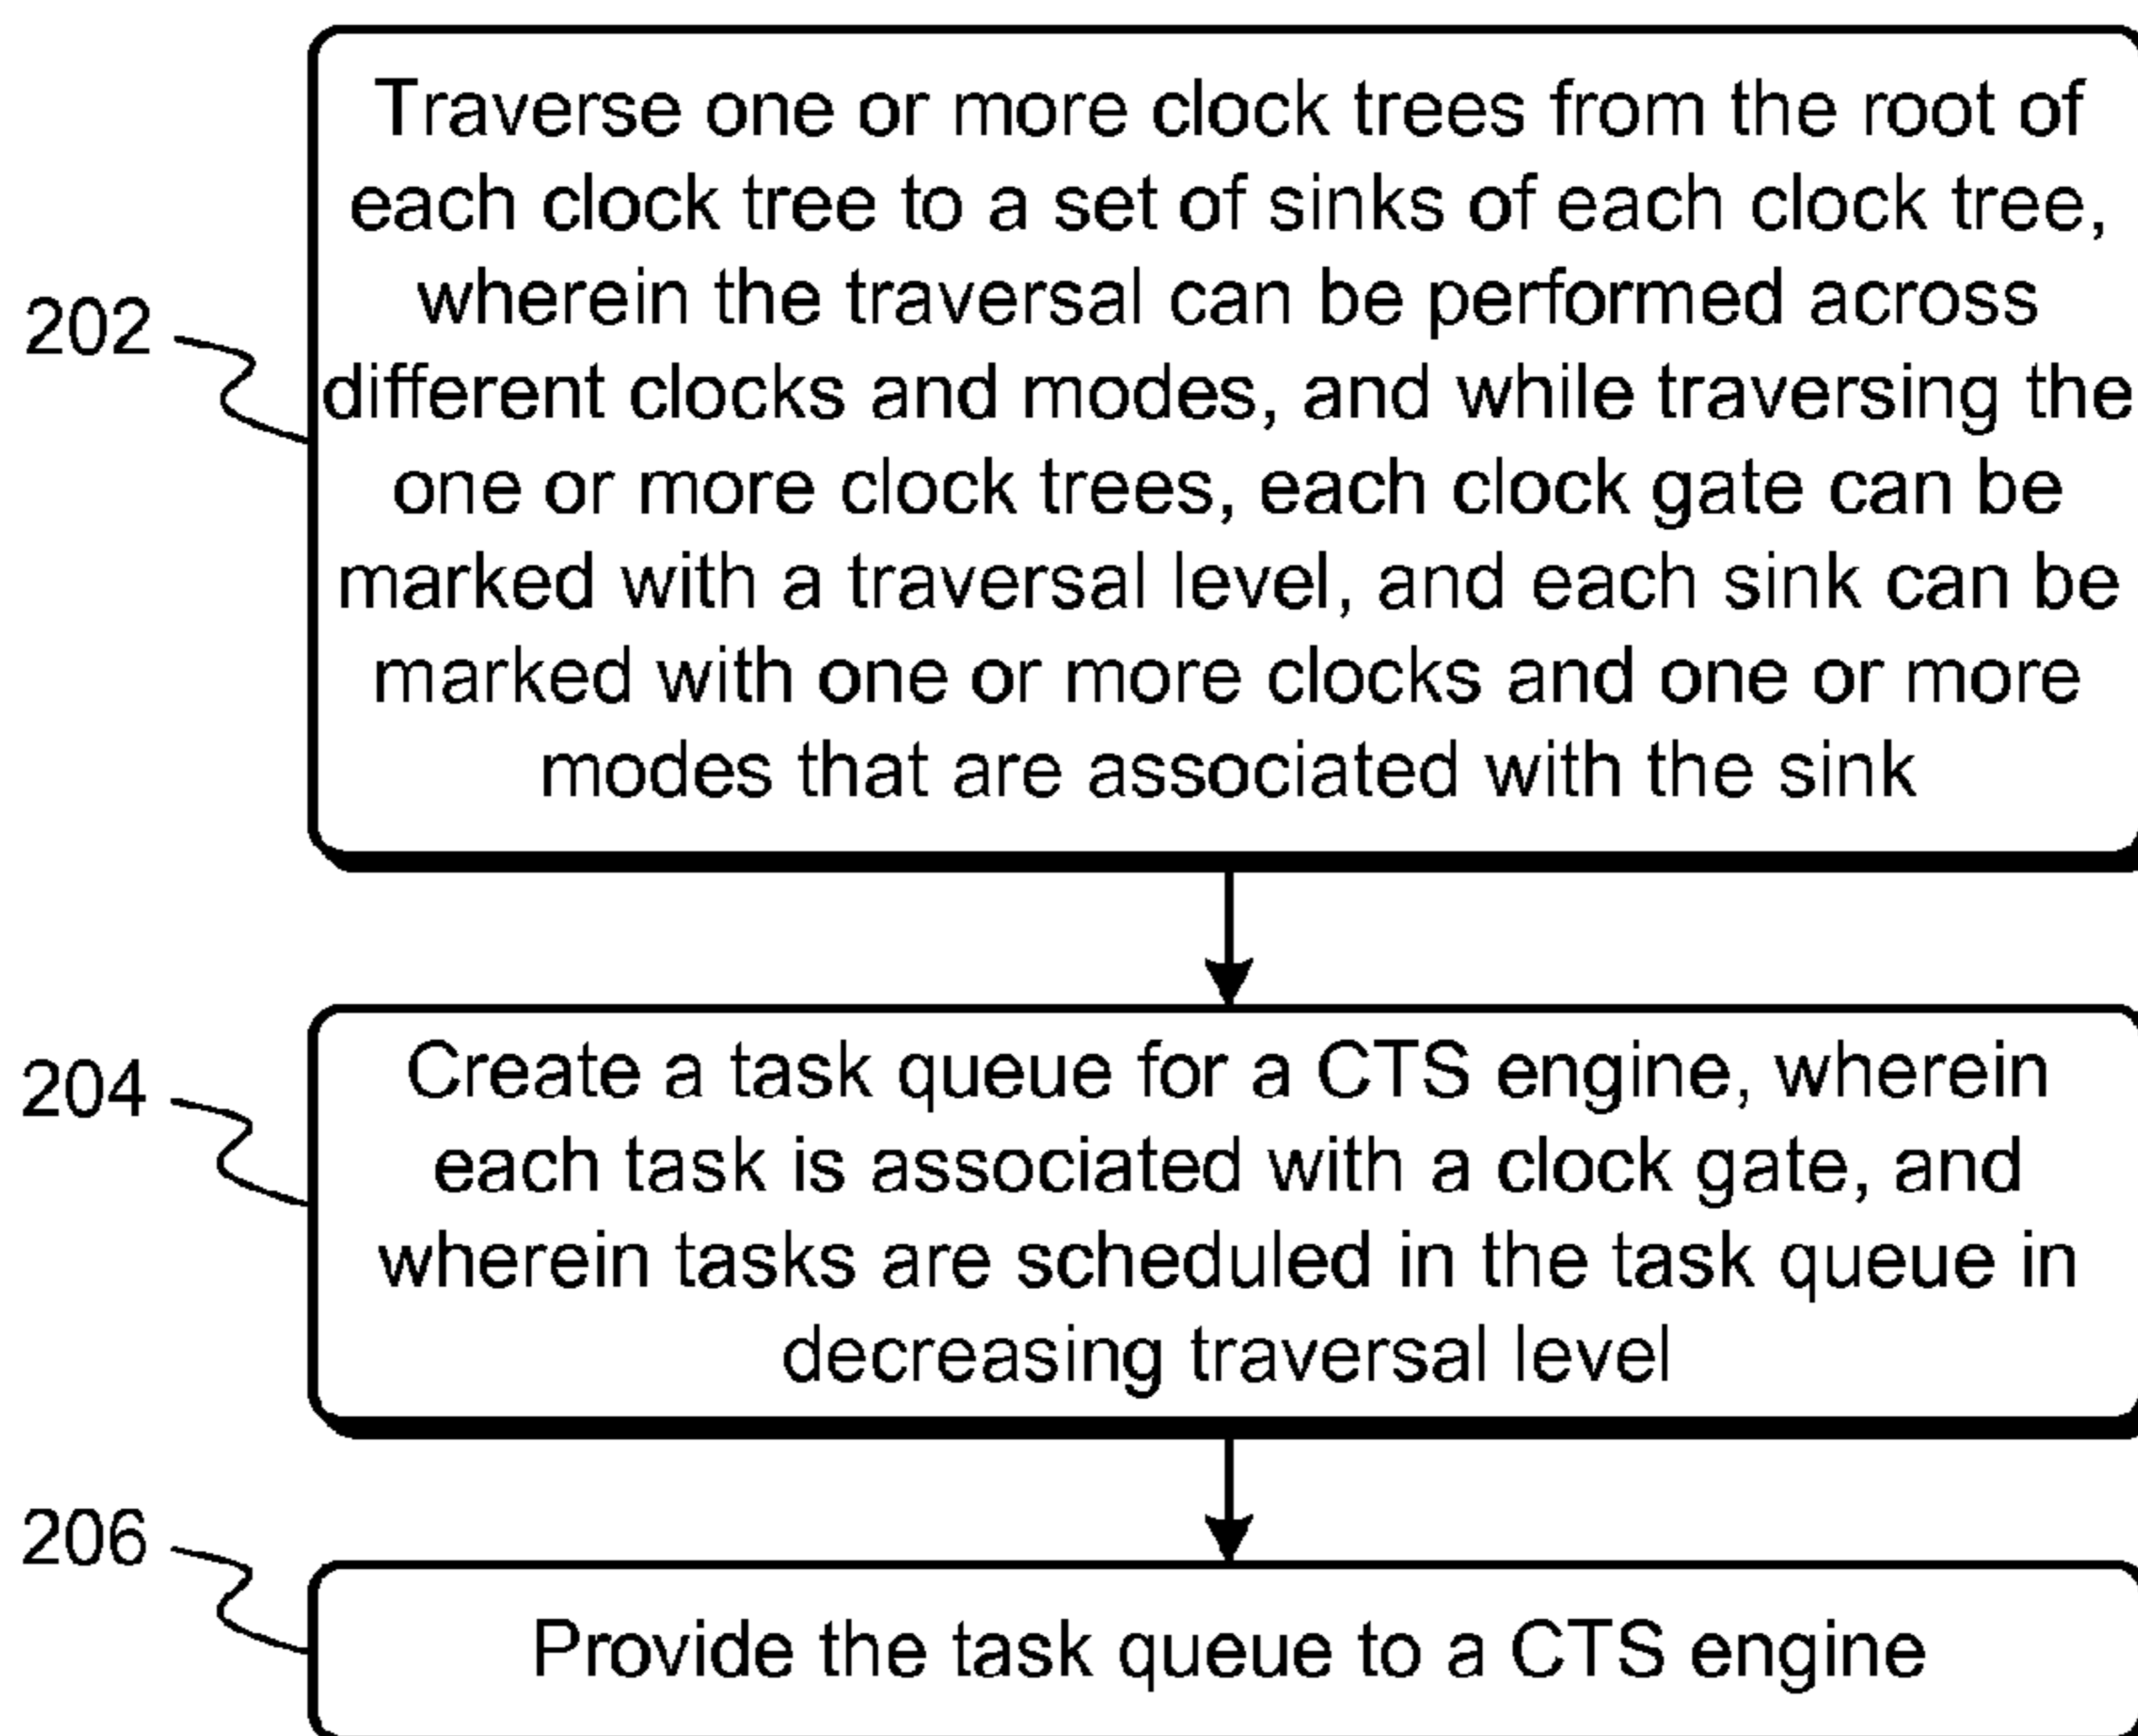 Traverse one or more clock trees from the root of
each clock tree to a set of sinks of each clock tree,
wherein the traversal can be performed across
different clocks and modes, and while traversing the
one or more clock trees, each clock gate can be
marked with a traversal level, and each sink can be
marked with one or more clocks and one or more
modes that are associated with the sink
202
Create a task queue for a CTS engine, wherein
each task is associated with a clock gate, and
wherein tasks are scheduled in the task queue in
decreasing traversal level
204
Provide the task queue to a CTS engine
206